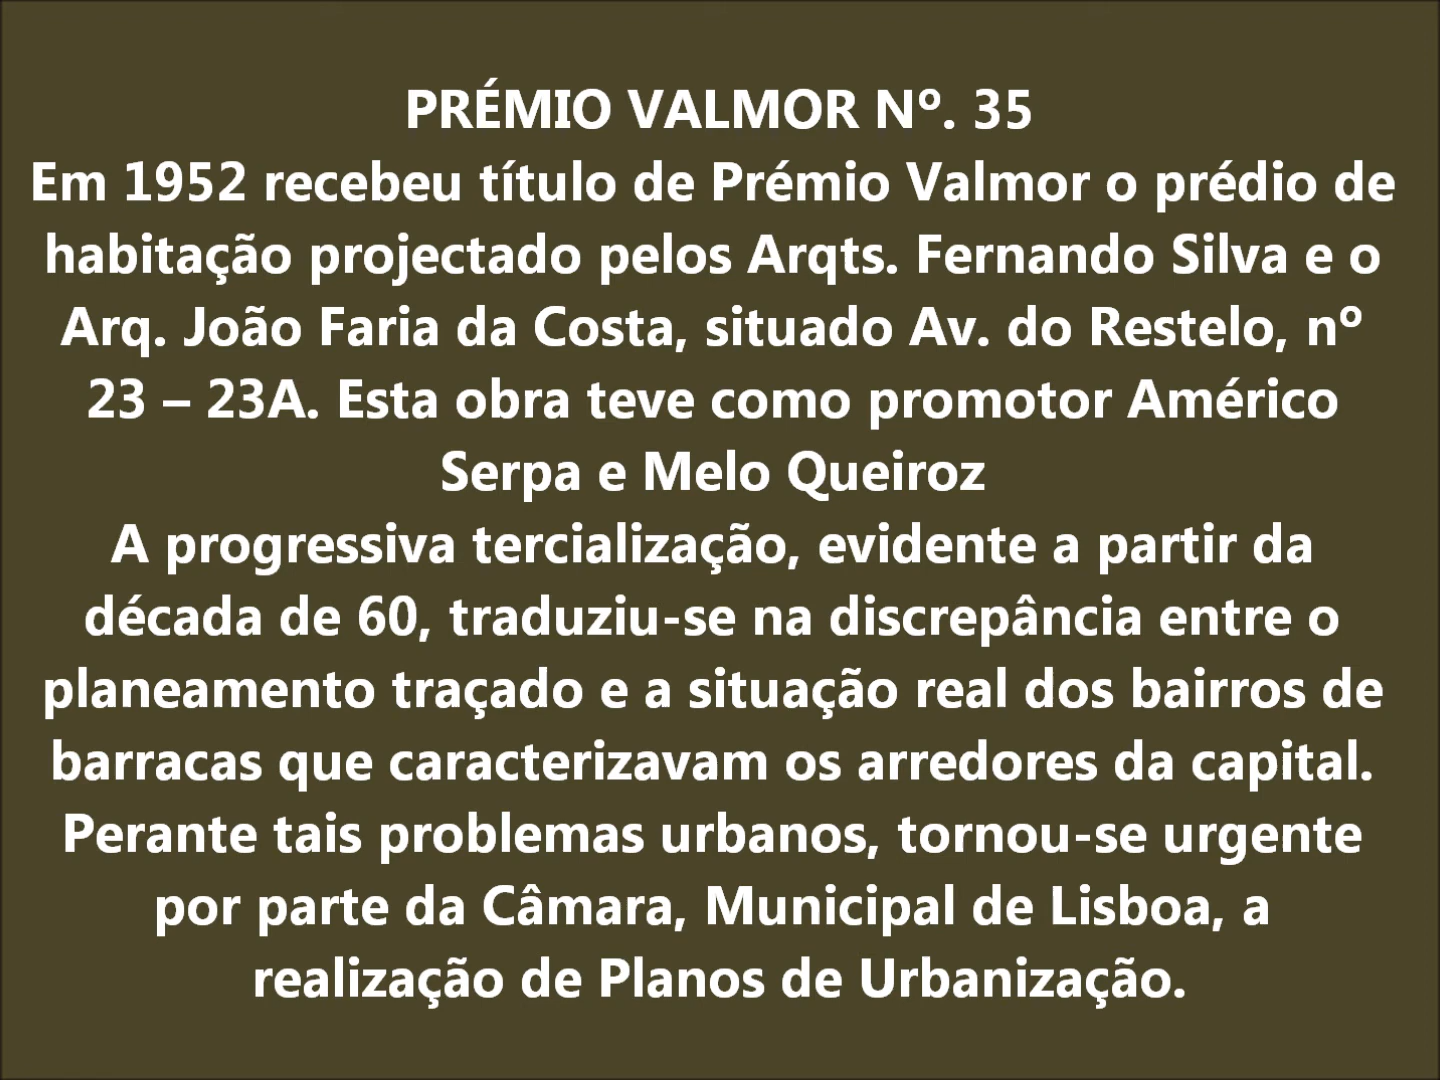 PRÉMIO VALMOR Nº. 35
Em 1952 recebeu título de Prémio Valmor o prédio de
habitação projectado pelos Arqts. Fernando Silva e o
Arq. João Faria da Costa, situado Av. do Restelo, nº
23 – 23A. Esta obra teve como promotor Américo
Serpa e Melo Queiroz
A progressiva tercialização, evidente a partir da
década de 60, traduziu-se na discrepância entre o
planeamento traçado e a situação real dos bairros de
barracas que caracterizavam os arredores da capital.
Perante tais problemas urbanos, tornou-se urgente
por parte da Câmara, Municipal de Lisboa, a
realização de Planos de Urbanização.